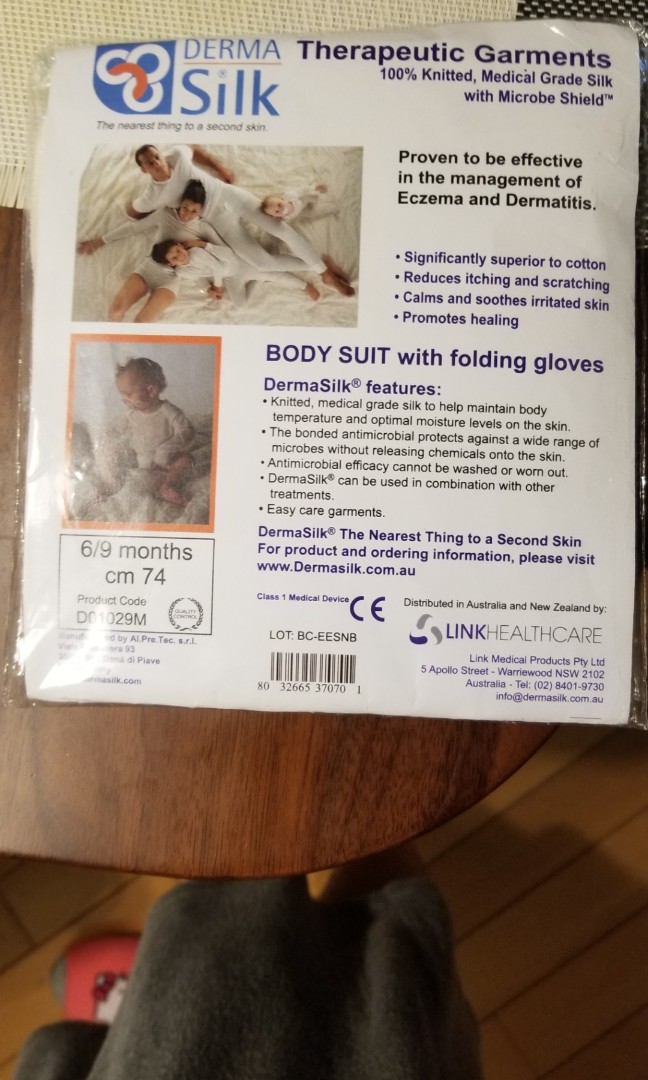 DERMA
Silk
The nearest thing to a second skin.
Therapeutic Garments
100% Knitted, Medical Grade Silk
with Microbe Shield™
Proven to be effective
in the management of
Eczema and Dermatitis.
• Significantly superior to cotton
• Reduces itching and scratching
• Calms and soothes irritated skin
• Promotes healing
BODY SUIT with folding gloves
DermaSilk® features:
• Knitted, medical grade silk to help maintain body
temperature and optimal moisture levels on the skin.
• The bonded antimicrobial protects against a wide range of
microbes without releasing chemicals onto the skin.
• Antimicrobial efficacy cannot be washed or worn out.
• DermaSilk® can be used in combination with other
treatments.
• Easy care garments.
DermaSilk® The Nearest Thing to a Second Skin
For product and ordering information, please visit
www.Dermasilk.com.au
6/9 months
cm 74
Product Code
D01029M
QUALITY
CONTROL
by Al.Pre.Tec. s.r.l.
93
Donà di Piave
.com
Class 1 Medical Device CE
LOT: BC-EESNB
80 32665 37070 1
Distributed in Australia and New Zealand by:
LINKHEALTHCARE
Link Medical Products Pty Ltd
5 Apollo Street - Warriewood NSW 2102
Australia - Tel: (02) 8401-9730
info@dermasilk.com.au